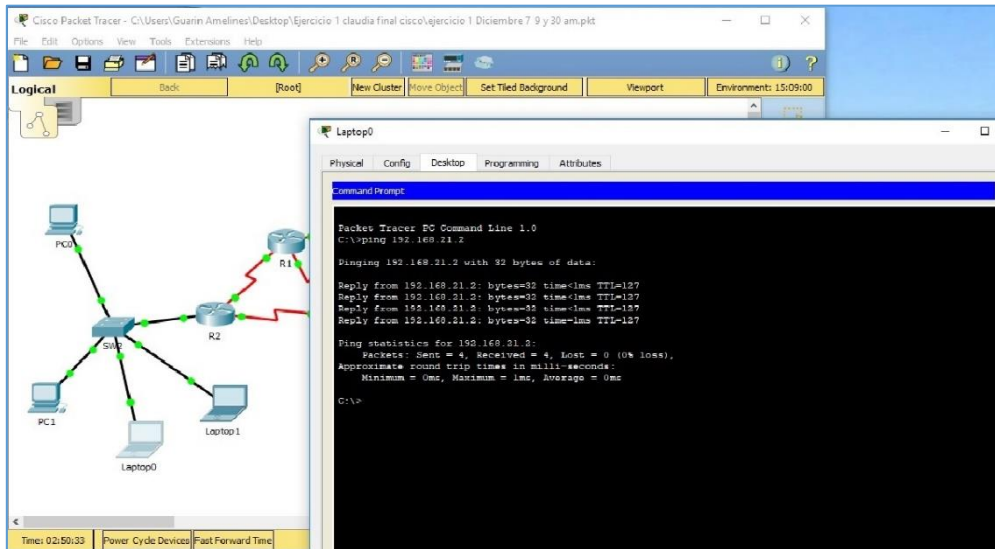 Cisco Packet Tracer - C:\Users\Guarin Amelines\Desktop\Ejercicio 1 claudia final cisco\ejercicio 1 Diciembre 7 9 y 30 am.pkt
File Edit Options View Tools Extensions Help
Logical Back [Root] New Cluster Move Object Set Tiled Background Viewport Environment: 15:09:00
Laptop0
Physical Config Desktop Programming Attributes
Command Prompt
Packet Tracer PC Command Line 1.0
C:\>ping 192.168.21.2
Pinging 192.168.21.2 with 32 bytes of data:
Reply from 192.168.21.2: bytes=32 time<1ms TTL=127
Reply from 192.168.21.2: bytes=32 time<1ms TTL=127
Reply from 192.168.21.2: bytes=32 time<1ms TTL=127
Reply from 192.168.21.2: bytes=32 time=1ms TTL=127
Ping statistics for 192.168.21.2:
Packets: Sent = 4, Received = 4, Lost = 0 (0% loss),
Approximate round trip times in milli-seconds:
Minimum = 0ms, Maximum = 1ms, Average = 0ms
C:\>
PC0
R1
R2
SW2
PC1
Laptop1
Laptop0
Time: 02:50:33 Power Cycle Devices Fast Forward Time